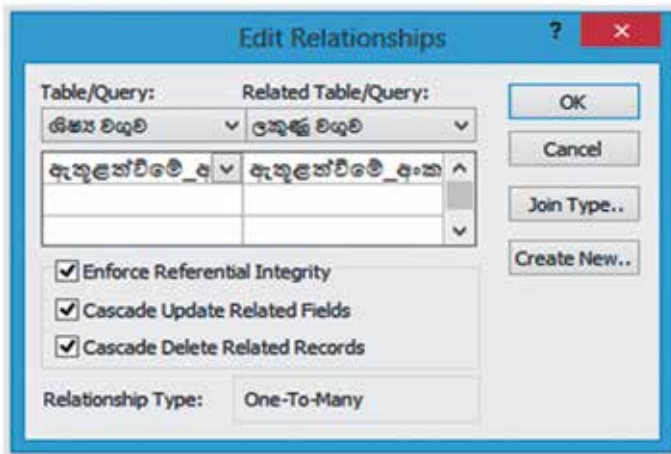 Edit Relationships
?
Table/Query: Related Table/Query:
ශිෂ්‍ය වගුව ලකුණු වගුව
ඇතුළත්වීමේ_අ ඇතුළත්වීමේ_අංක
OK
Cancel
Join Type..
Create New..
Enforce Referential Integrity
Cascade Update Related Fields
Cascade Delete Related Records
Relationship Type: One-To-Many